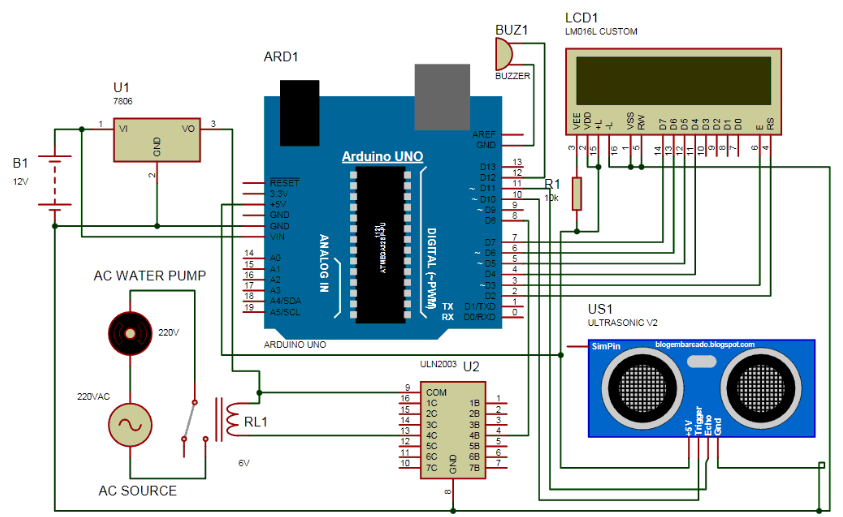 LCD1
LM016L CUSTOM
VEE
VDD
+L
-L
VSS
RW
D7
D6
D5
D4
D3
D2
D1
D0
E
RS
3
2
15
16
1
5
14
13
12
11
10
9
8
7
6
4
BUZ1
BUZZER
R1
10k
ARD1
Arduino UNO
AREF
GND
RESET
3.3V
+5V
GND
GND
VIN
14 A0
15 A1
16 A2
17 A3
18 A4/SDA
19 A5/SCL
ANALOG IN
1121
DIGITAL (~PWM)
D13 13
D12 12
~ D11 11
~ D10 10
~ D9 9
D8 8
D7 7
~ D6 6
~ D5 5
D4 4
~ D3 3
D2 2
TX D1/TXD 1
RX D0/RXD 0
ARDUINO UNO
U1
7806
1
VI
VO
3
GND
2
B1
12V
AC WATER PUMP
220V
220VAC
AC SOURCE
RL1
6V
ULN2003
U2
9 COM
16 1C 1B 1
15 2C 2B 2
14 3C 3B 3
13 4C 4B 4
12 5C 5B 5
11 6C 6B 6
10 7C 7B 7
GND
8
US1
ULTRASONIC V2
SimPin
blogembarcado.blogspot.com
+5V
Trigger
Echo
Gnd